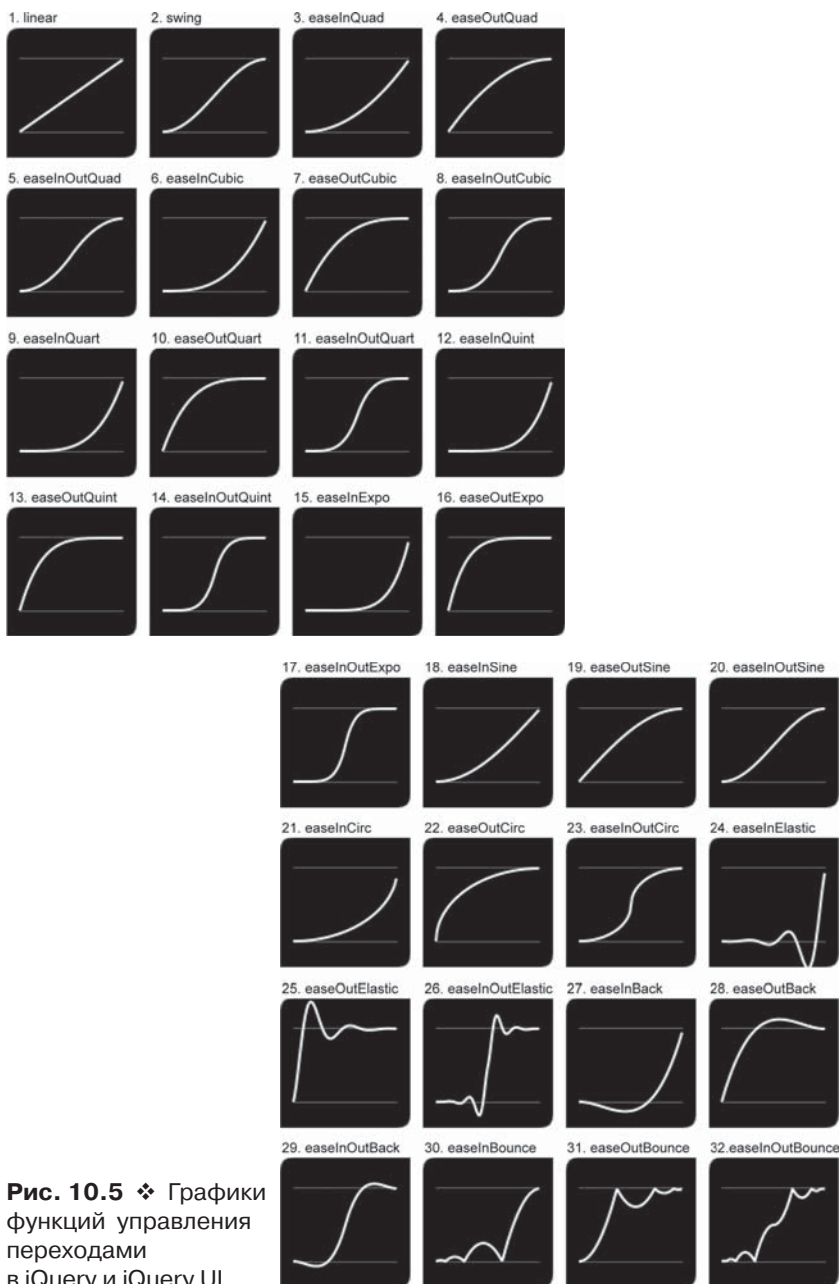 1. linear
2. swing
3. easeInQuad
4. easeOutQuad
5. easeInOutQuad
6. easeInCubic
7. easeOutCubic
8. easeInOutCubic
9. easeInQuart
10. easeOutQuart
11. easeInOutQuart
12. easeInQuint
13. easeOutQuint
14. easeInOutQuint
15. easeInExpo
16. easeOutExpo
17. easeInOutExpo
18. easeInSine
19. easeOutSine
20. easeInOutSine
21. easeInCirc
22. easeOutCirc
23. easeInOutCirc
24. easeInElastic
25. easeOutElastic
26. easeInOutElastic
27. easeInBack
28. easeOutBack
29. easeInOutBack
30. easeInBounce
31. easeOutBounce
32.easeInOutBounce
Рис. 10.5 ❖ Графики
функций управления
переходами
в jQuery и jQuery UI